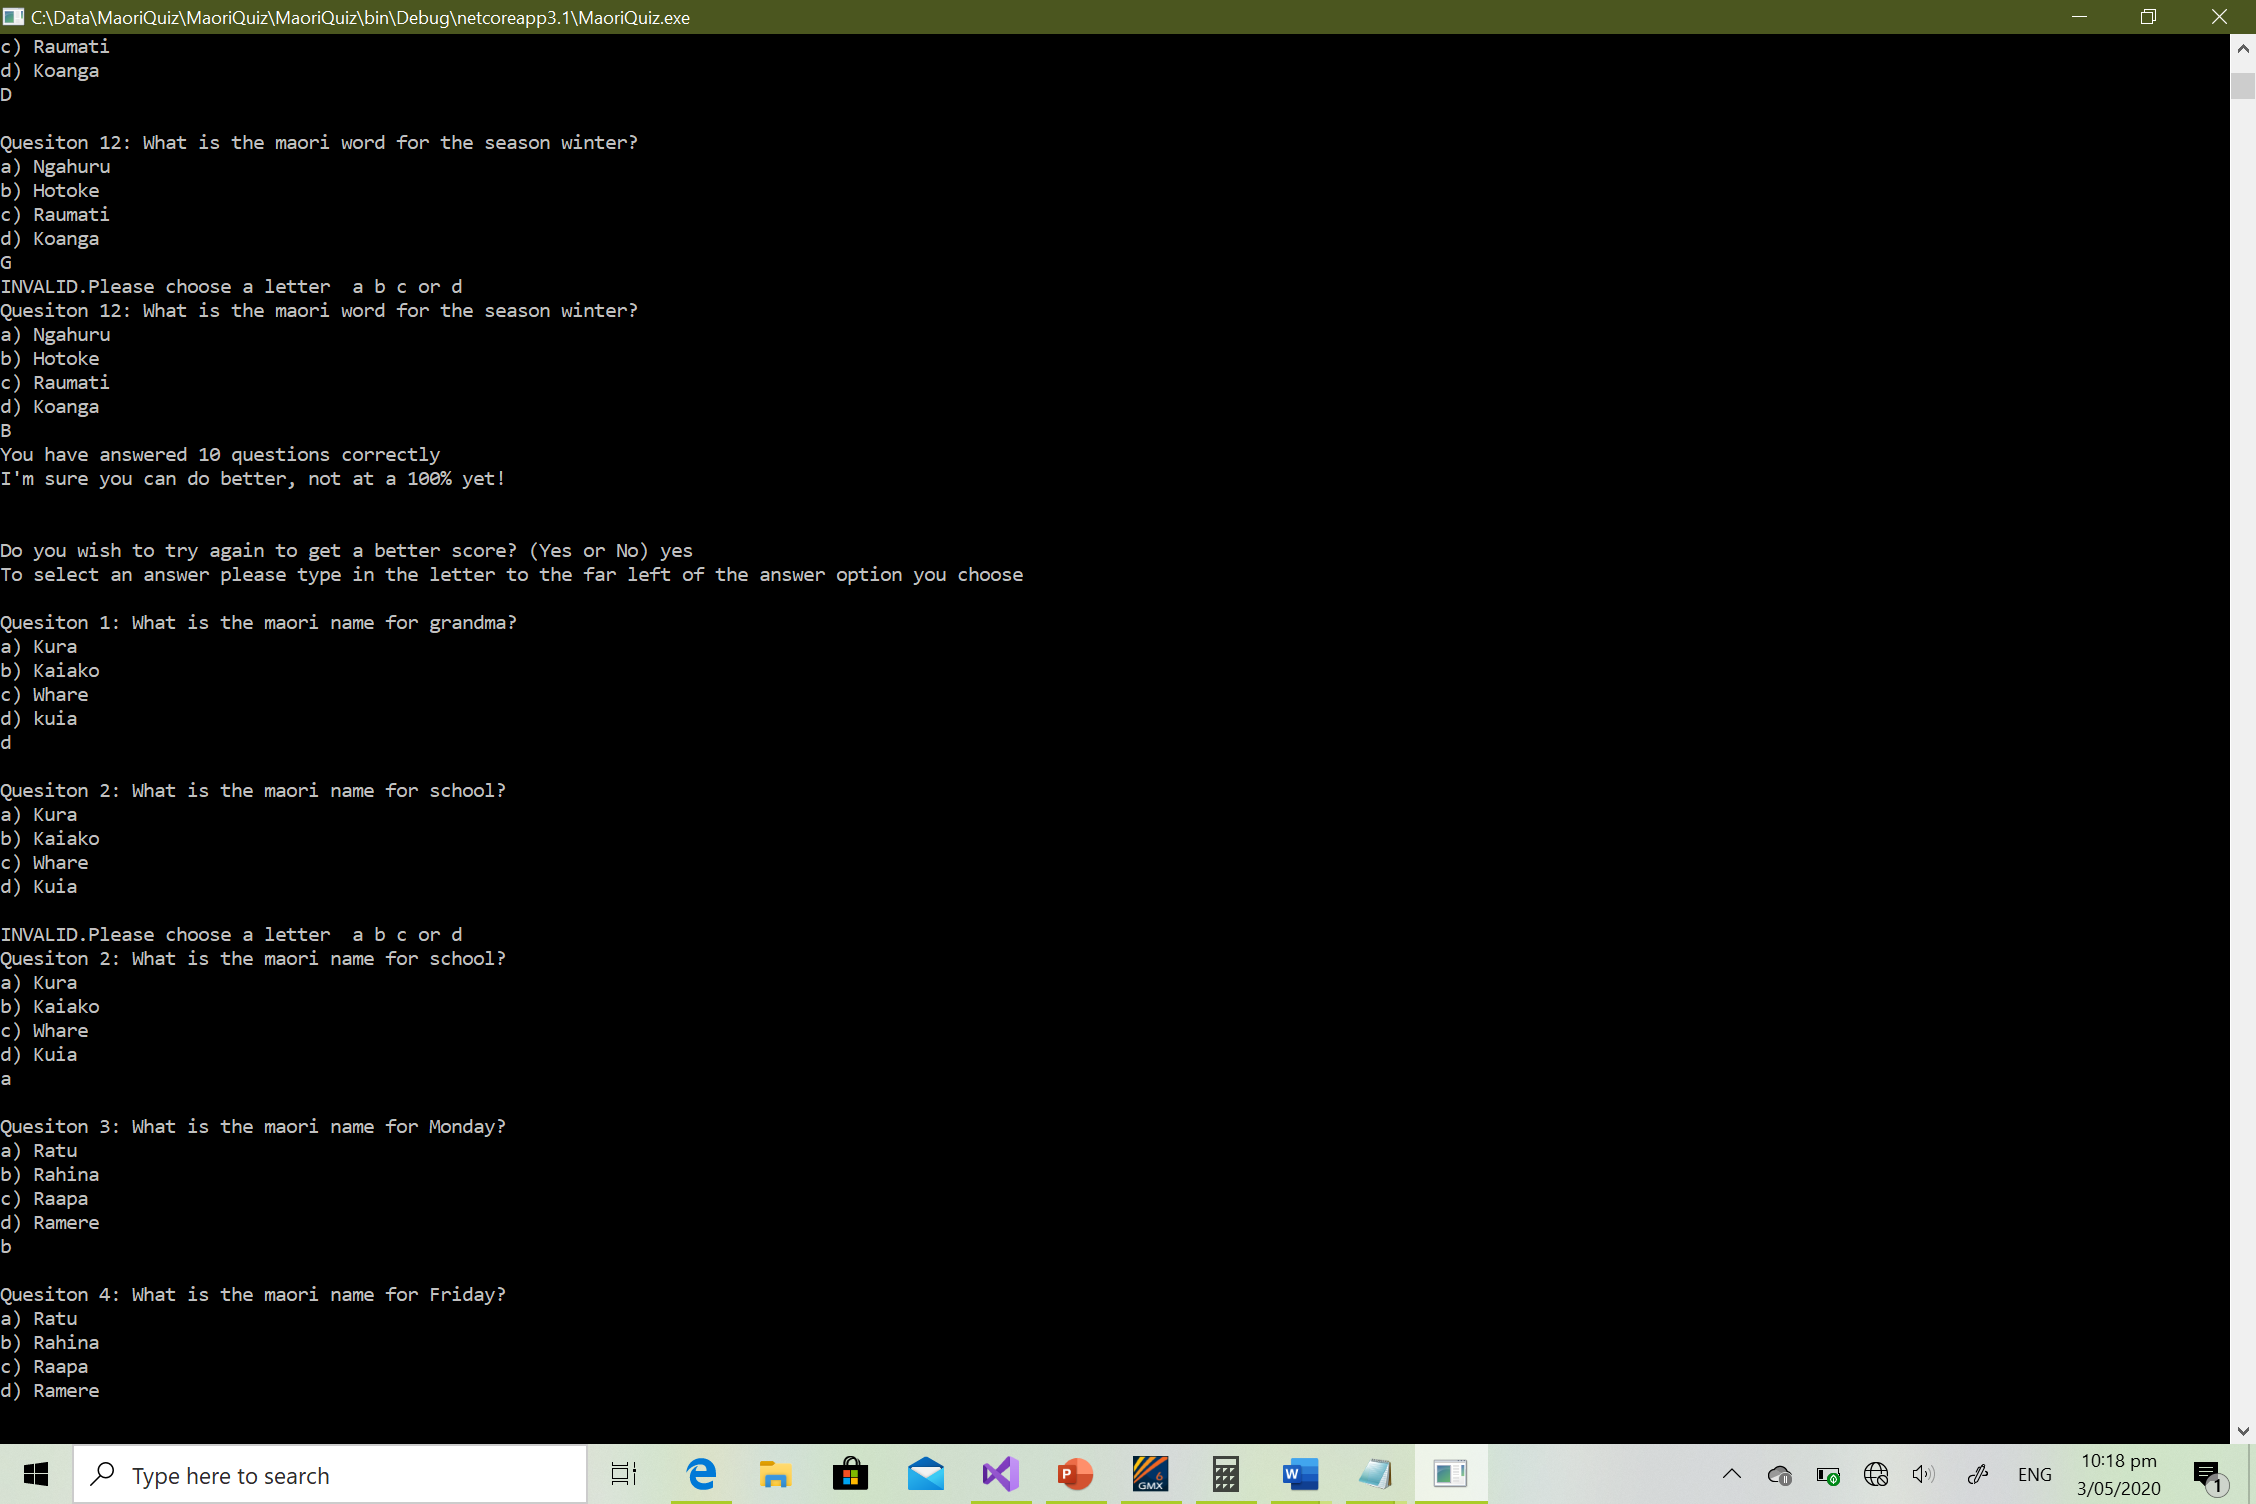 C:\Data\MaoriQuiz\MaoriQuiz\MaoriQuiz\bin\Debug\netcoreapp3.1\MaoriQuiz.exe
c) Raumati
d) Koanga
D
Quesiton 12: What is the maori word for the season winter?
a) Ngahuru
b) Hotoke
c) Raumati
d) Koanga
G
INVALID.Please choose a letter  a b c or d
Quesiton 12: What is the maori word for the season winter?
a) Ngahuru
b) Hotoke
c) Raumati
d) Koanga
B
You have answered 10 questions correctly
I'm sure you can do better, not at a 100% yet!
Do you wish to try again to get a better score? (Yes or No) yes
To select an answer please type in the letter to the far left of the answer option you choose
Quesiton 1: What is the maori name for grandma?
a) Kura
b) Kaiako
c) Whare
d) kuia
d
Quesiton 2: What is the maori name for school?
a) Kura
b) Kaiako
c) Whare
d) Kuia
INVALID.Please choose a letter  a b c or d
Quesiton 2: What is the maori name for school?
a) Kura
b) Kaiako
c) Whare
d) Kuia
a
Quesiton 3: What is the maori name for Monday?
a) Ratu
b) Rahina
c) Raapa
d) Ramere
b
Quesiton 4: What is the maori name for Friday?
a) Ratu
b) Rahina
c) Raapa
d) Ramere
Type here to search
P
6
GMX
W
ENG
10:18 pm
3/05/2020
1